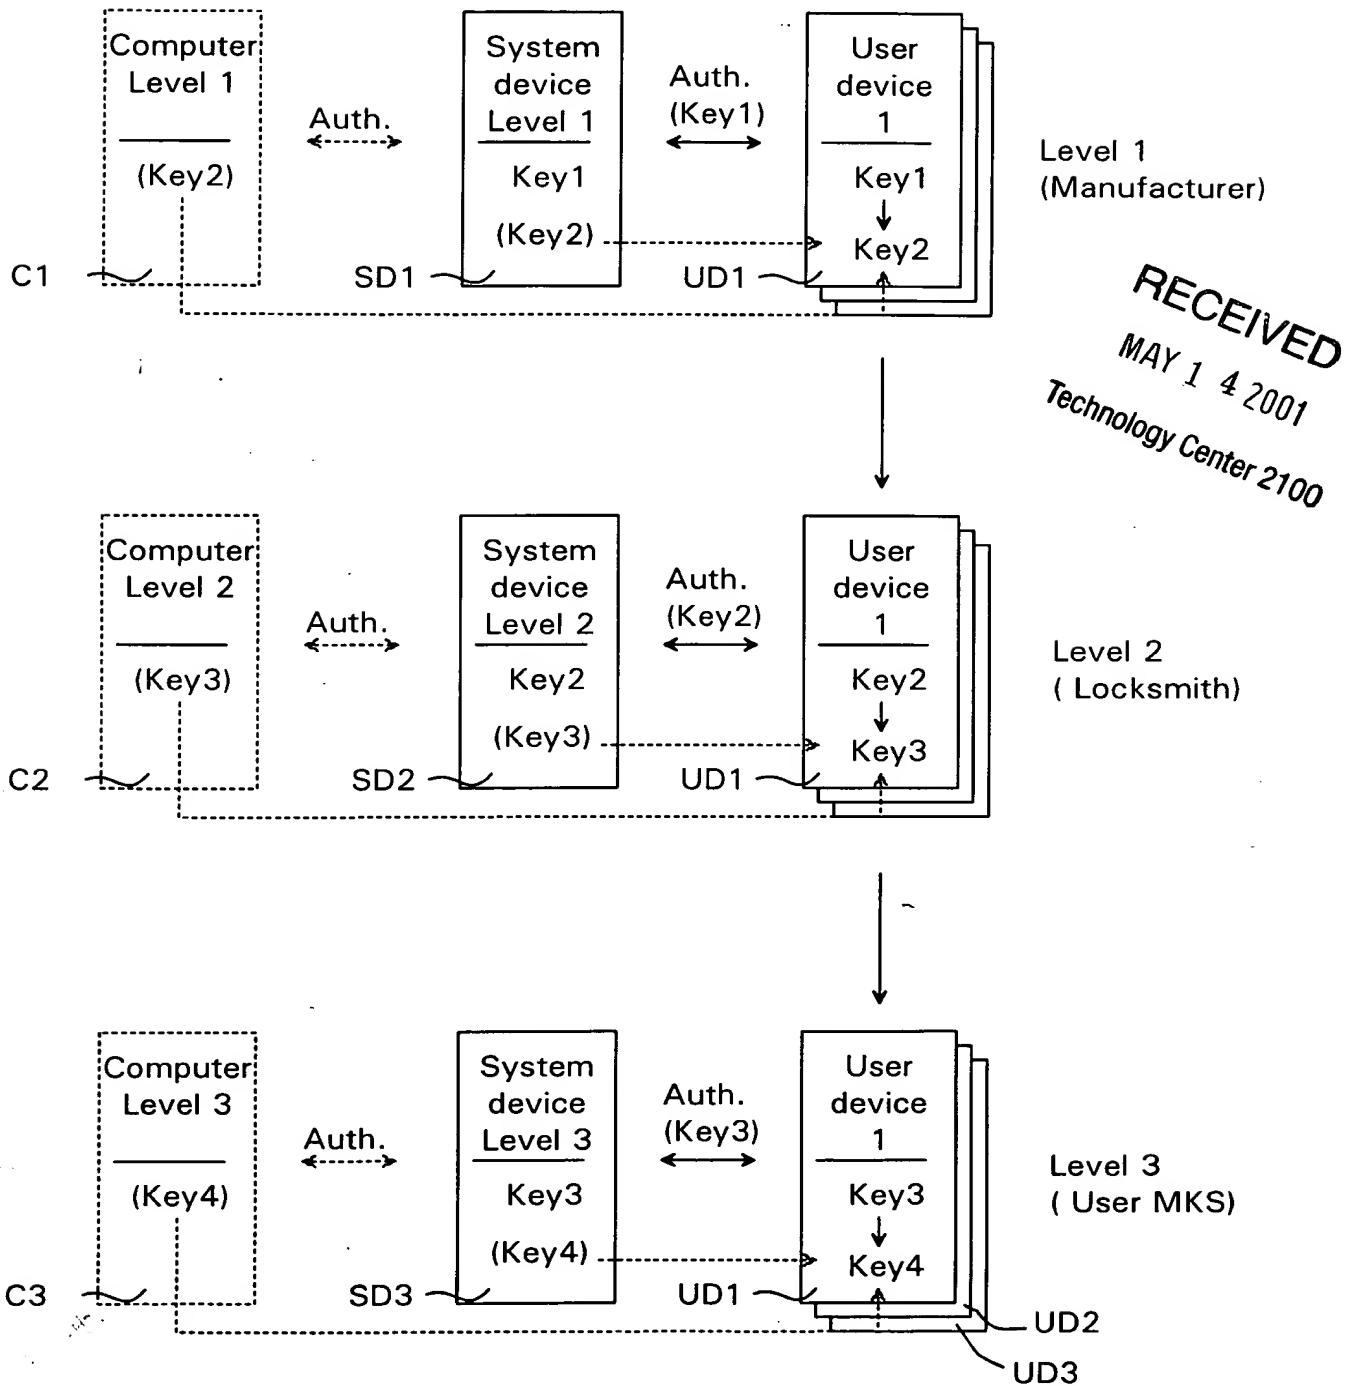 Computer
Level 1
(Key2)
C1
Auth.
System
device
Level 1
Key1
(Key2)
SD1
Auth.
(Key1)
User
device
1
Key1
Key2
UD1
Level 1
(Manufacturer)
RECEIVED
MAY 14 2001
Technology Center 2100
Computer
Level 2
(Key3)
C2
Auth.
System
device
Level 2
Key2
(Key3)
SD2
Auth.
(Key2)
User
device
1
Key2
Key3
UD1
Level 2
( Locksmith)
Computer
Level 3
(Key4)
C3
Auth.
System
device
Level 3
Key3
(Key4)
SD3
Auth.
(Key3)
User
device
1
Key3
Key4
UD1
Level 3
( User MKS)
UD2
UD3